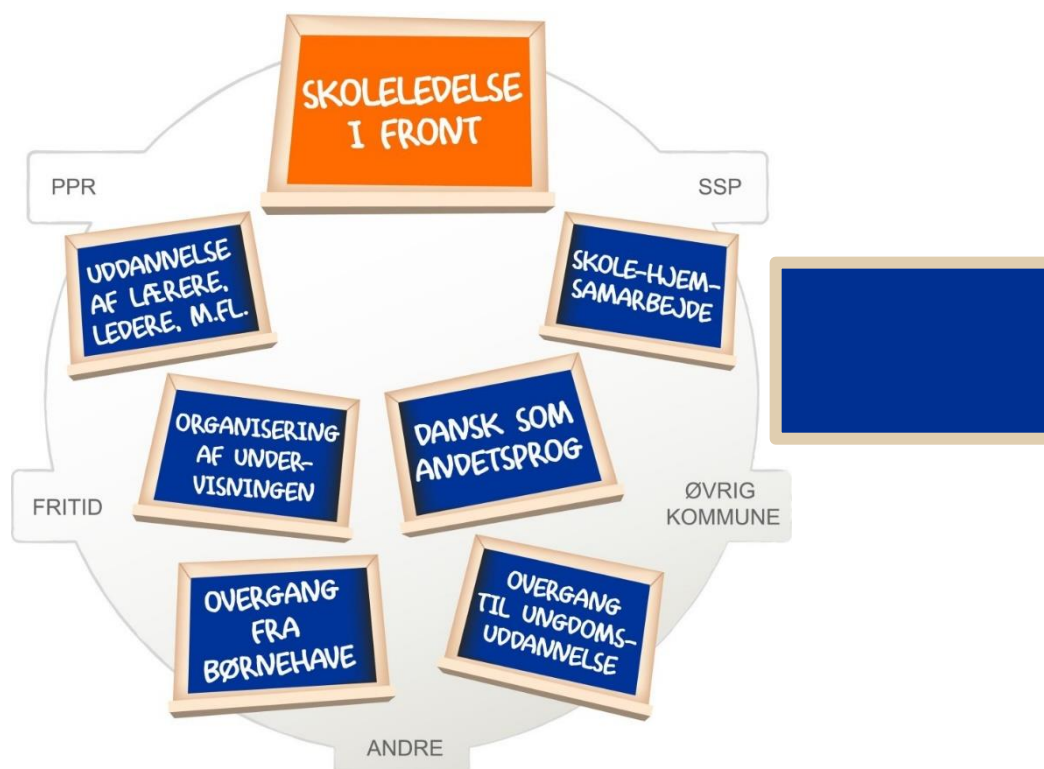 SKOLELEDELSE
I FRONT
PPR
SSP
UDDANNELSE
AF LÆRERE,
LEDERE, M.FL.
SKOLE-HJEM-
SAMARBEJDE
ORGANISERING
AF UNDER-
VISNINGEN
DANSK SOM
ANDETSPROG
FRITID
ØVRIG
KOMMUNE
OVERGANG
FRA
BØRNEHAVE
OVERGANG
TIL UNGDOMS-
UDDANNELSE
ANDRE